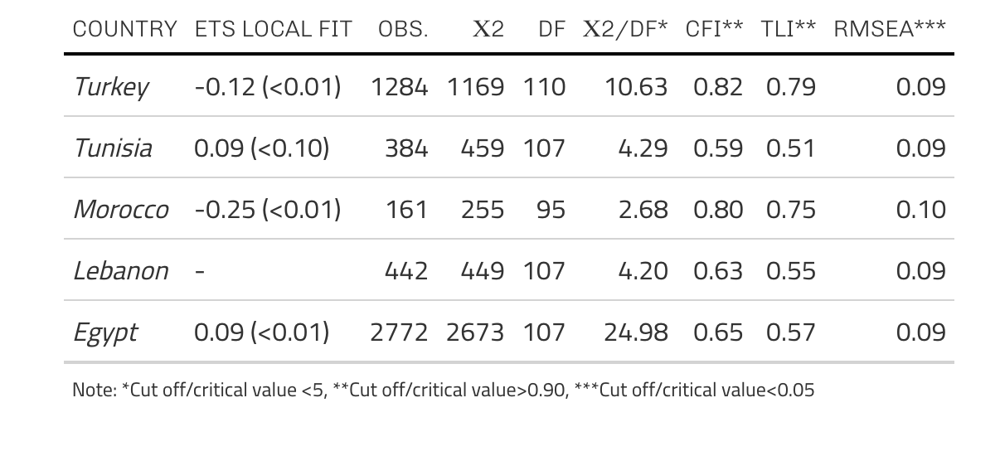 COUNTRY ETS LOCAL FIT OBS. X2 DF X2/DF* CFI** TLI** RMSEA***
Turkey -0.12 (<0.01) 1284 1169 110 10.63 0.82 0.79 0.09
Tunisia 0.09 (<0.10) 384 459 107 4.29 0.59 0.51 0.09
Morocco -0.25 (<0.01) 161 255 95 2.68 0.80 0.75 0.10
Lebanon - 442 449 107 4.20 0.63 0.55 0.09
Egypt 0.09 (<0.01) 2772 2673 107 24.98 0.65 0.57 0.09
Note: *Cut off/critical value <5, **Cut off/critical value>0.90, ***Cut off/critical value<0.05